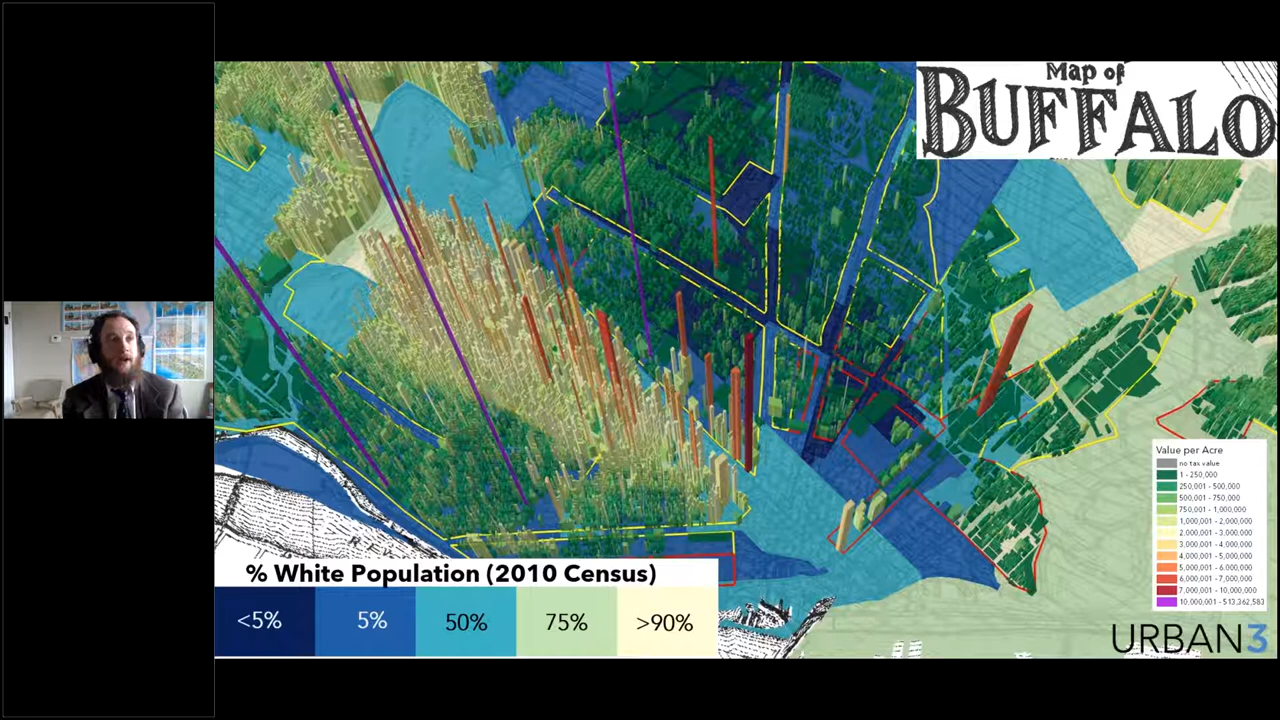 Map of
BUFFALO
Value per Acre
no tax value
1 - 250,000
250,001 - 500,000
500,001 - 750,000
750,001 - 1,000,000
1,000,001 - 2,000,000
2,000,001 - 3,000,000
3,000,001 - 4,000,000
4,000,001 - 5,000,000
5,000,001 - 6,000,000
6,000,001 - 7,000,000
7,000,001 - 10,000,000
10,000,001 - 513,362,583
% White Population (2010 Census)
<5% 5% 50% 75% >90%
URBAN3